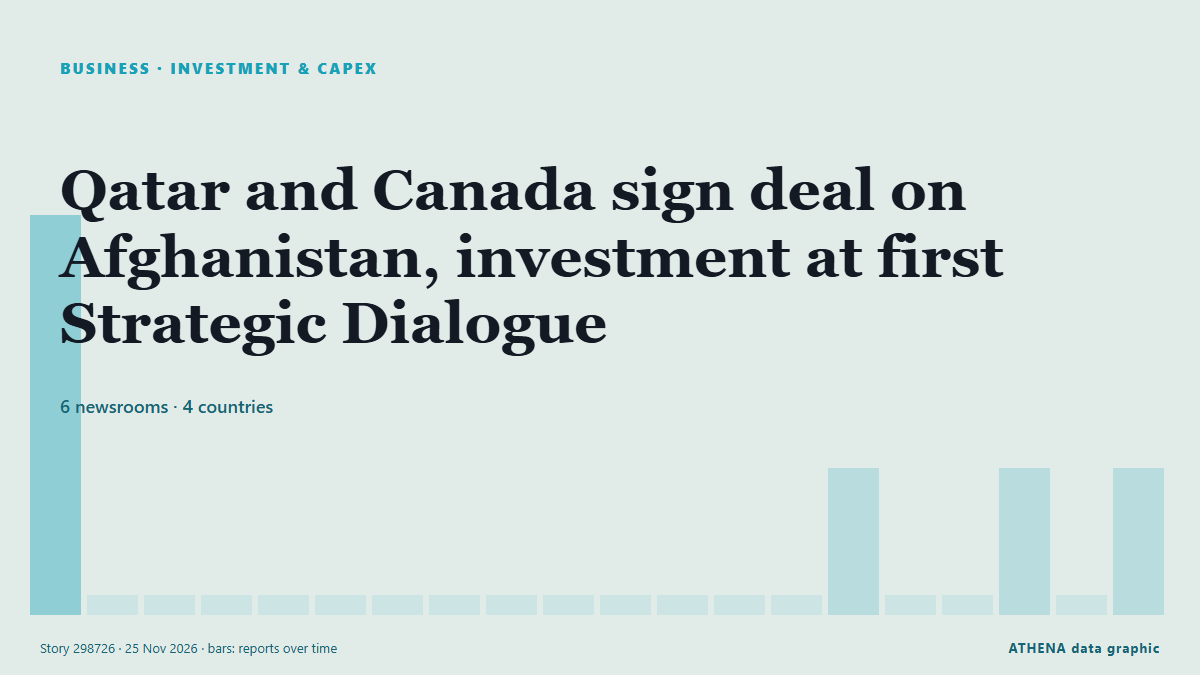 BUSINESS · INVESTMENT & CAPEX
Qatar and Canada sign deal on
Afghanistan, investment at first
Strategic Dialogue
6 newsrooms · 4 countries
Story 298726 · 25 Nov 2026 · bars: reports over time
ATHENA data graphic